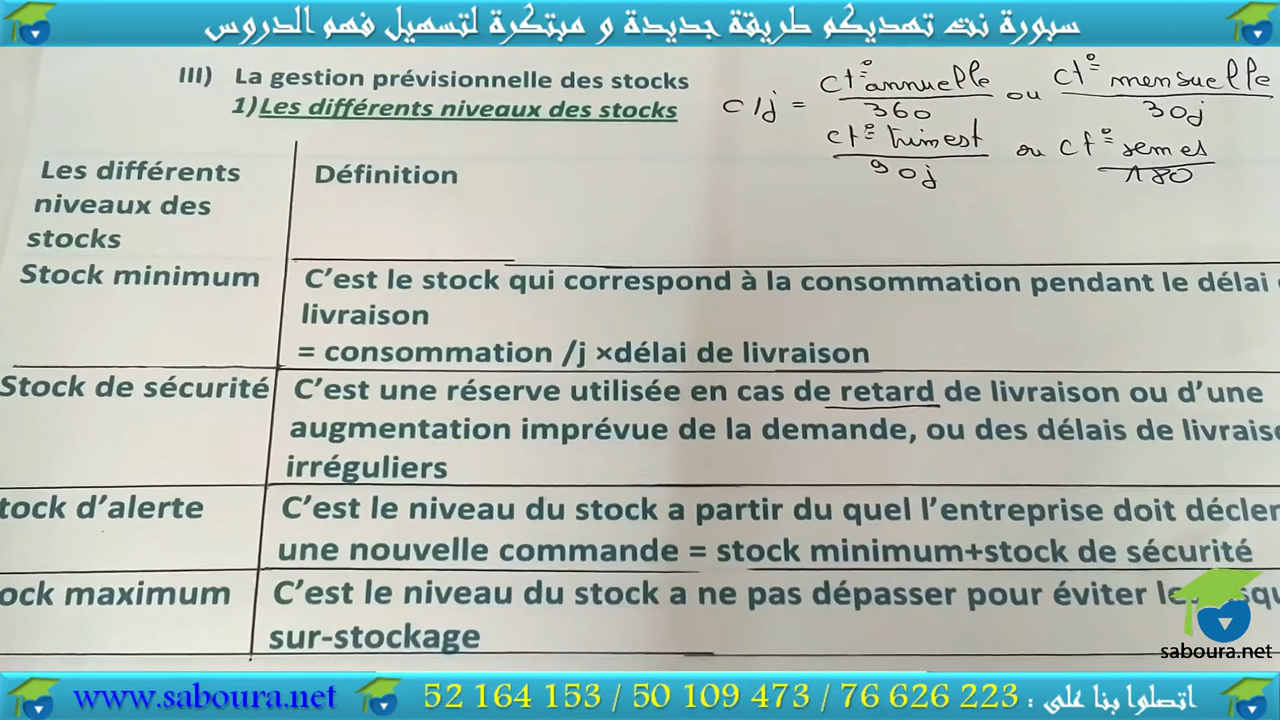 سبورة نت تهديكم طريقة جديدة و مبتكرة لتسهيل فهم الدروس
III) La gestion prévisionnelle des stocks
1) Les différents niveaux des stocks
c/j = ct° annuelle / 360 ou ct° mensuelle / 30j
ct° trimest / 90j ou ct° semes / 180
Les différents niveaux des stocks
Définition
Stock minimum
C’est le stock qui correspond à la consommation pendant le délai
livraison
= consommation /j ×délai de livraison
Stock de sécurité
C’est une réserve utilisée en cas de retard de livraison ou d’une
augmentation imprévue de la demande, ou des délais de livraiso
irréguliers
tock d’alerte
C’est le niveau du stock a partir du quel l’entreprise doit décler
une nouvelle commande = stock minimum+stock de sécurité
ock maximum
C’est le niveau du stock a ne pas dépasser pour éviter
sur-stockage
saboura.net
www.saboura.net
52 164 153 / 50 109 473 / 76 626 223 : اتصلوا بنا على